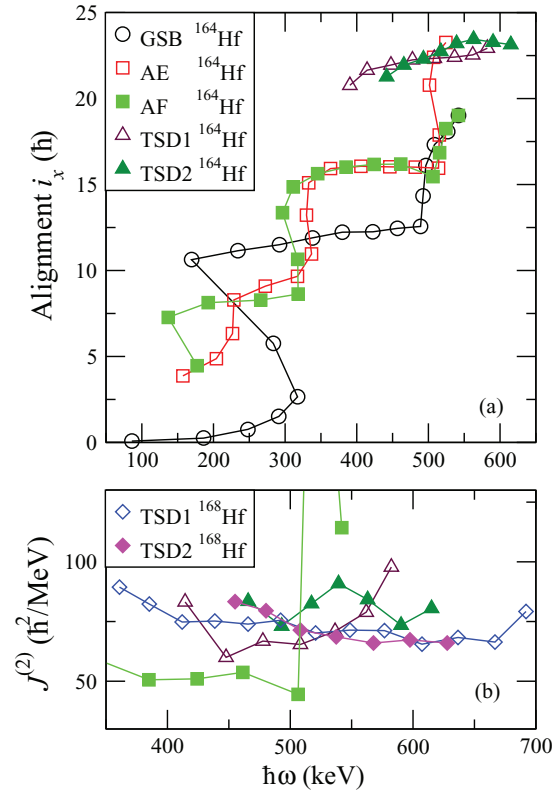 25
20
15
10
5
0
Alignment iₓ (ħ)
GSB ¹⁶⁴Hf
AE ¹⁶⁴Hf
AF ¹⁶⁴Hf
TSD1 ¹⁶⁴Hf
TSD2 ¹⁶⁴Hf
(a)
100 200 300 400 500 600
J⁽²⁾ (ħ²/MeV)
100
50
TSD1 ¹⁶⁸Hf
TSD2 ¹⁶⁸Hf
(b)
400 500 600 700
ħω (keV)